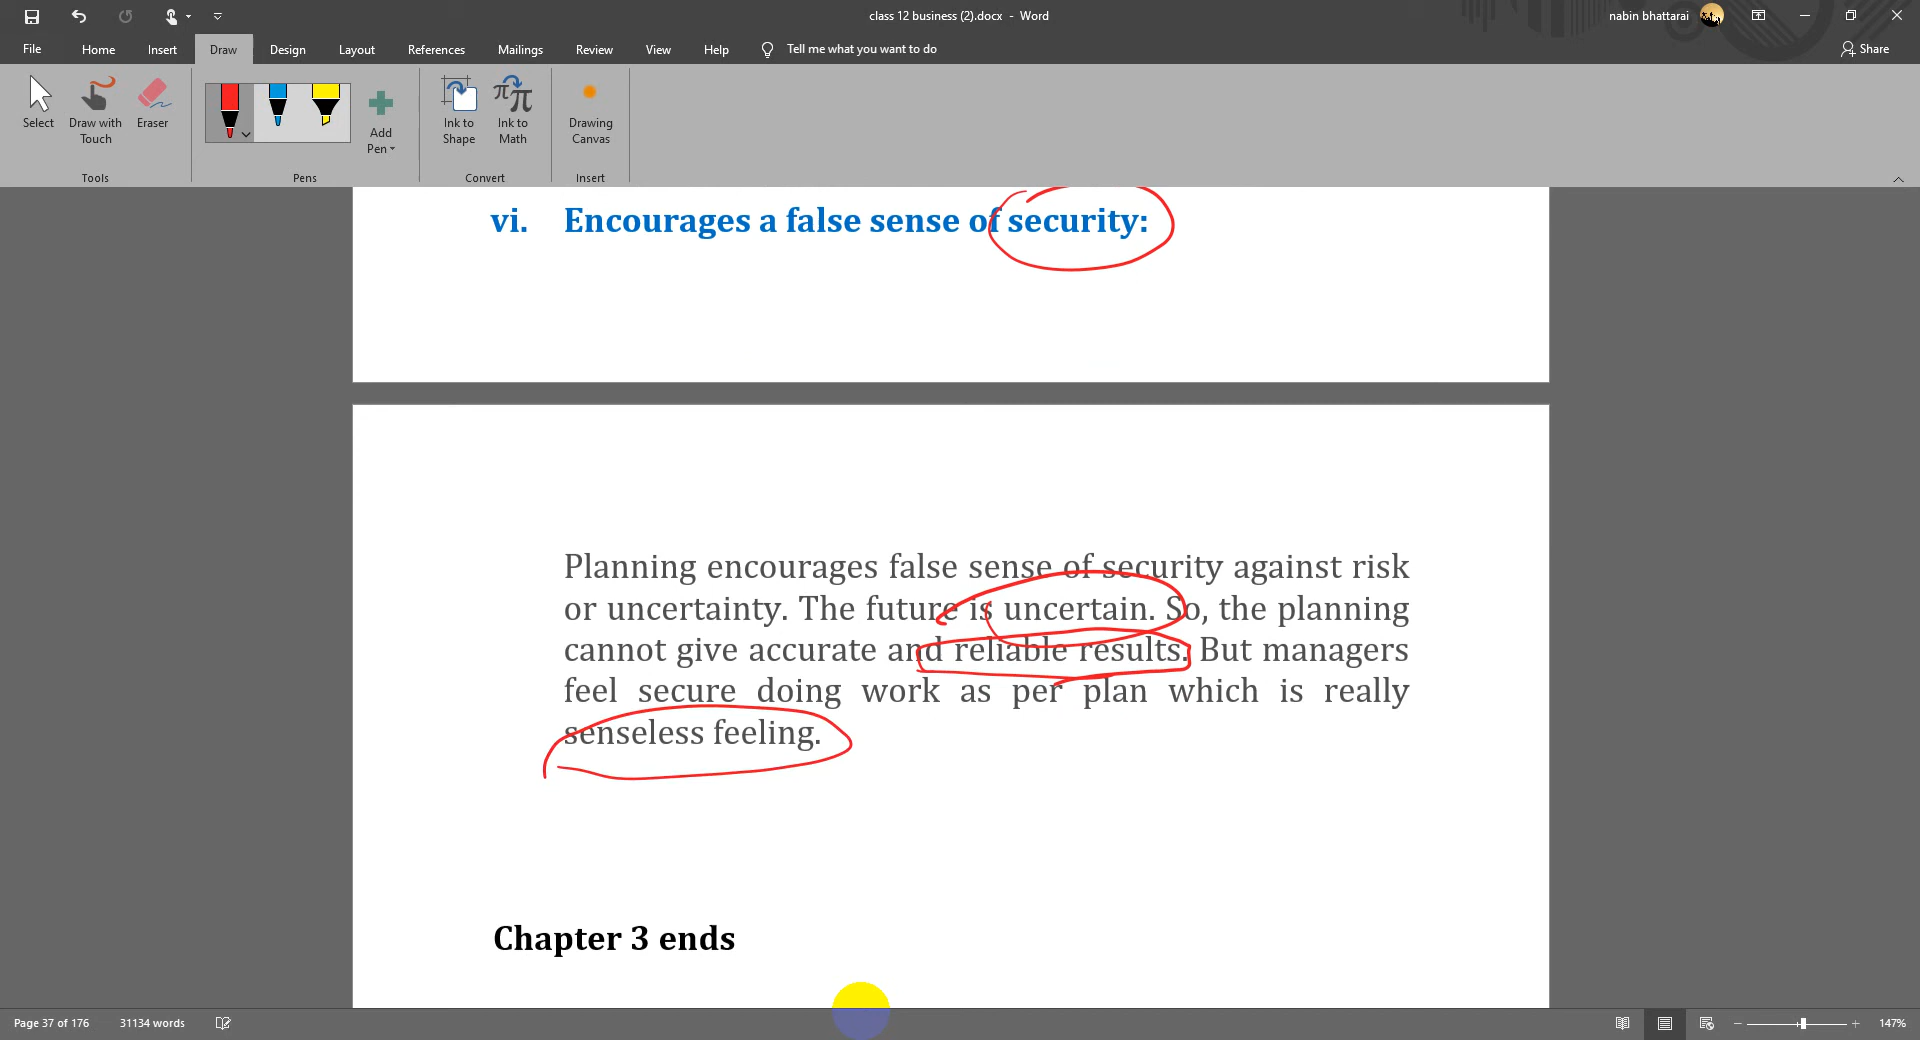 class 12 business (2).docx - Word
nabin bhattarai
File Home Insert Draw Design Layout References Mailings Review View Help Tell me what you want to do
Share
Select
Draw with Touch
Eraser
Add Pen
Ink to Shape
Ink to Math
Drawing Canvas
Tools Pens Convert Insert
vi. Encourages a false sense of security:
Planning encourages false sense of security against risk
or uncertainty. The future is uncertain. So, the planning
cannot give accurate and reliable results. But managers
feel secure doing work as per plan which is really
senseless feeling.
Chapter 3 ends
Page 37 of 176 31134 words 147%